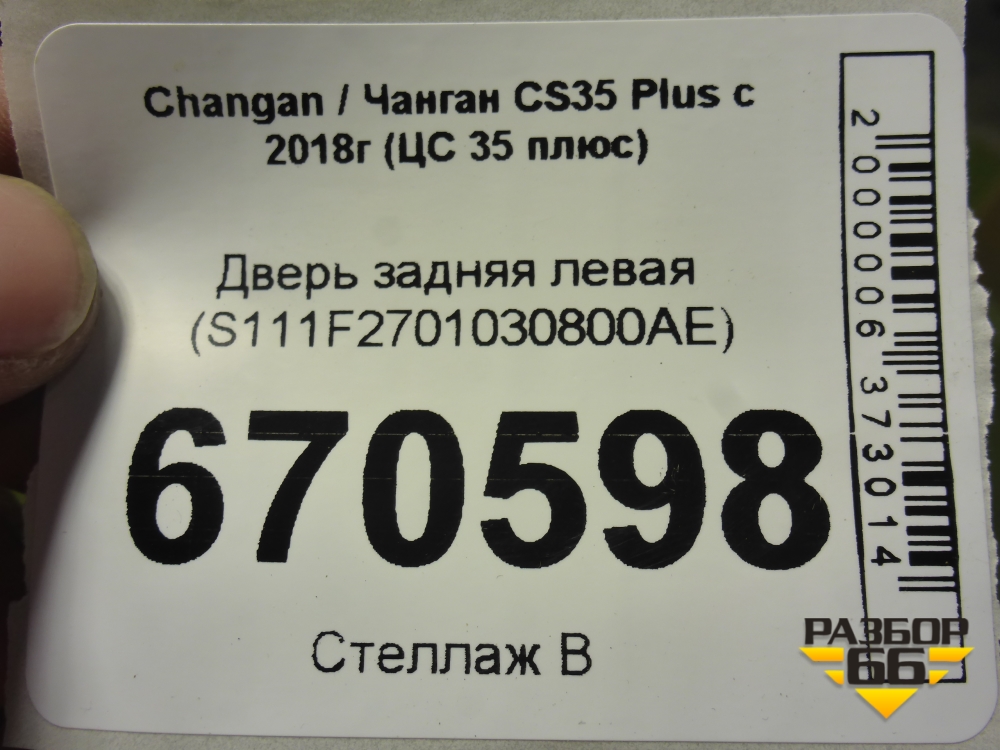 Changan / Чанган CS35 Plus с
2018г (ЦС 35 плюс)
Дверь задняя левая
(S111F2701030800AE)
670598
Стеллаж В
2000006373014
РАЗБОР
66